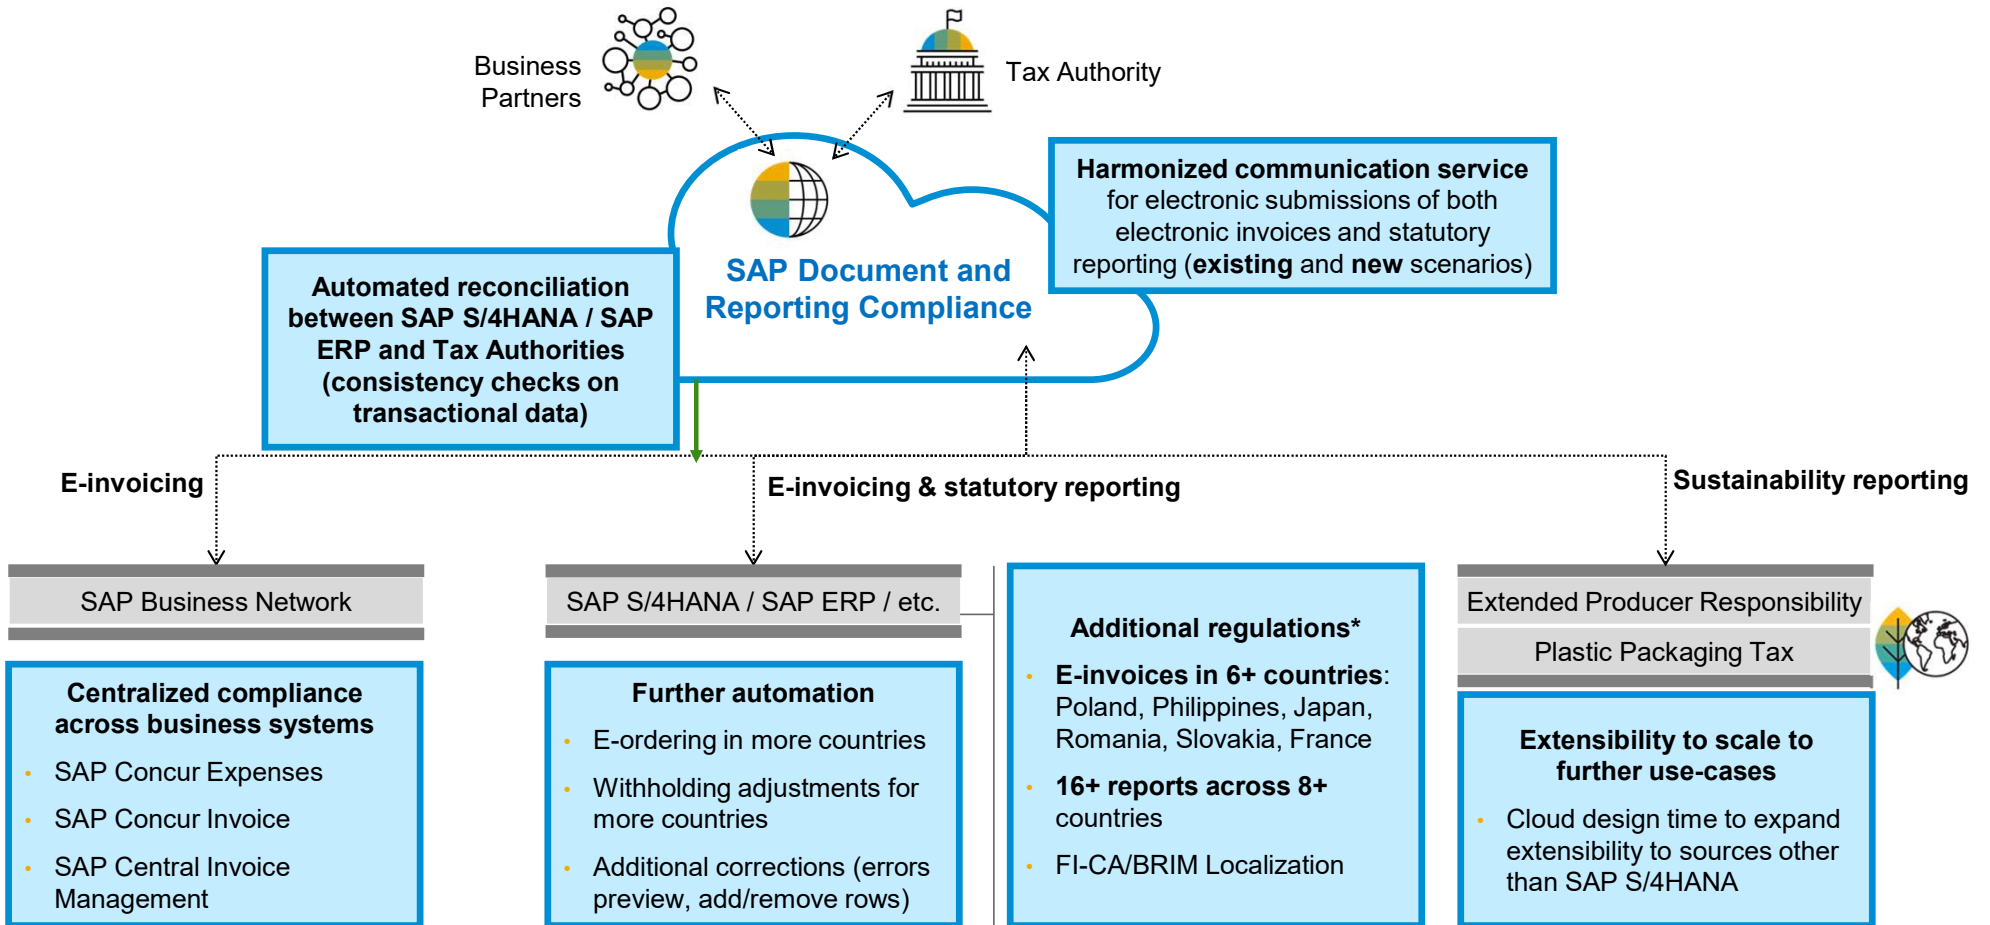 Business
Partners
Tax Authority
Harmonized communication service
for electronic submissions of both
electronic invoices and statutory
reporting (existing and new scenarios)
SAP Document and
Reporting Compliance
Automated reconciliation
between SAP S/4HANA / SAP
ERP and Tax Authorities
(consistency checks on
transactional data)
E-invoicing
E-invoicing & statutory reporting
Sustainability reporting
SAP Business Network
Centralized compliance
across business systems
• SAP Concur Expenses
• SAP Concur Invoice
• SAP Central Invoice
Management
SAP S/4HANA / SAP ERP / etc.
Further automation
• E-ordering in more countries
• Withholding adjustments for
more countries
• Additional corrections (errors
preview, add/remove rows)
Additional regulations*
• E-invoices in 6+ countries:
Poland, Philippines, Japan,
Romania, Slovakia, France
• 16+ reports across 8+
countries
• FI-CA/BRIM Localization
Extended Producer Responsibility
Plastic Packaging Tax
Extensibility to scale to
further use-cases
• Cloud design time to expand
extensibility to sources other
than SAP S/4HANA